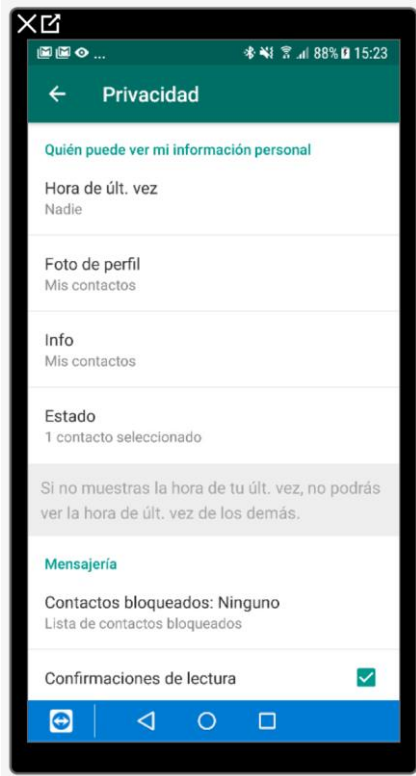 ... 88% 15:23
Privacidad
Quién puede ver mi información personal
Hora de últ. vez
Nadie
Foto de perfil
Mis contactos
Info
Mis contactos
Estado
1 contacto seleccionado
Si no muestras la hora de tu últ. vez, no podrás
ver la hora de últ. vez de los demás.
Mensajería
Contactos bloqueados: Ninguno
Lista de contactos bloqueados
Confirmaciones de lectura